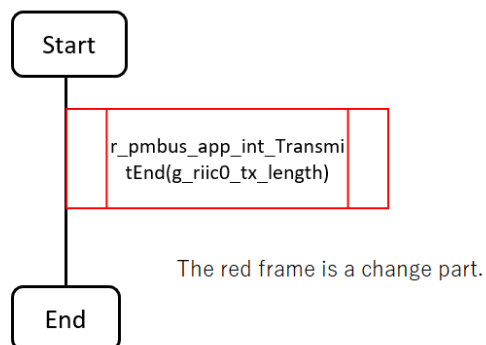 Start
r_pmbus_app_int_Transmi
tEnd(g_riic0_tx_length)
The red frame is a change part.
End